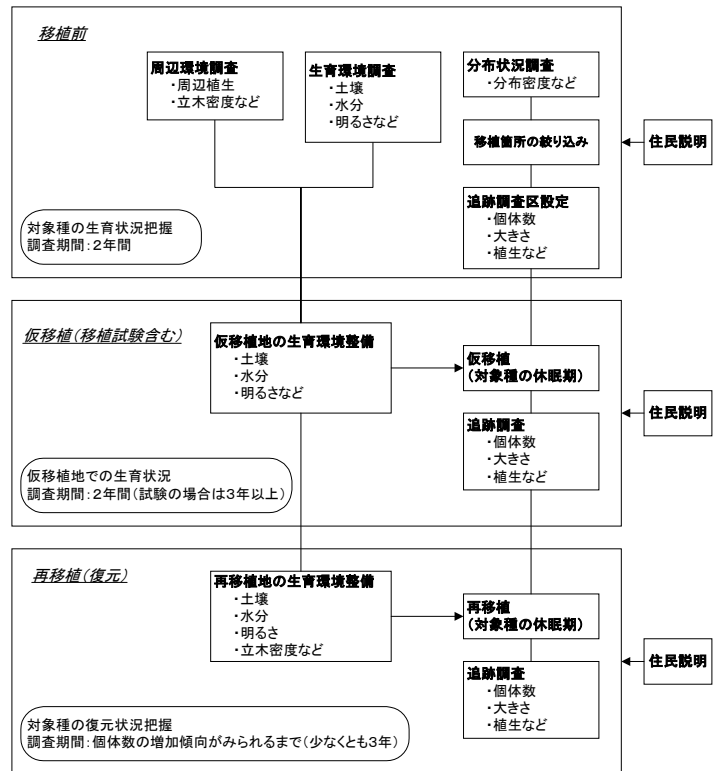 移植前
周辺環境調査
・周辺植生
・立木密度など
生育環境調査
・土壌
・水分
・明るさなど
分布状況調査
・分布密度など
移植箇所の絞り込み
住民説明
追跡調査区設定
・個体数
・大きさ
・植生など
対象種の生育状況把握
調査期間:2年間
仮移植(移植試験含む)
仮移植地の生育環境整備
・土壌
・水分
・明るさなど
仮移植
(対象種の休眠期)
住民説明
追跡調査
・個体数
・大きさ
・植生など
仮移植地での生育状況
調査期間:2年間(試験の場合は3年以上)
再移植(復元)
再移植地の生育環境整備
・土壌
・水分
・明るさ
・立木密度など
再移植
(対象種の休眠期)
住民説明
追跡調査
・個体数
・大きさ
・植生など
対象種の復元状況把握
調査期間:個体数の増加傾向がみられるまで(少なくとも3年)